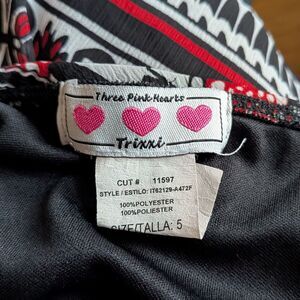 Three Pink Hearts
Trixxi
CUT # 11597
STYLE / ESTILO: IT62129-A472F
100%POLYESTER
100%POLIESTER
SIZE/TALLA: 5